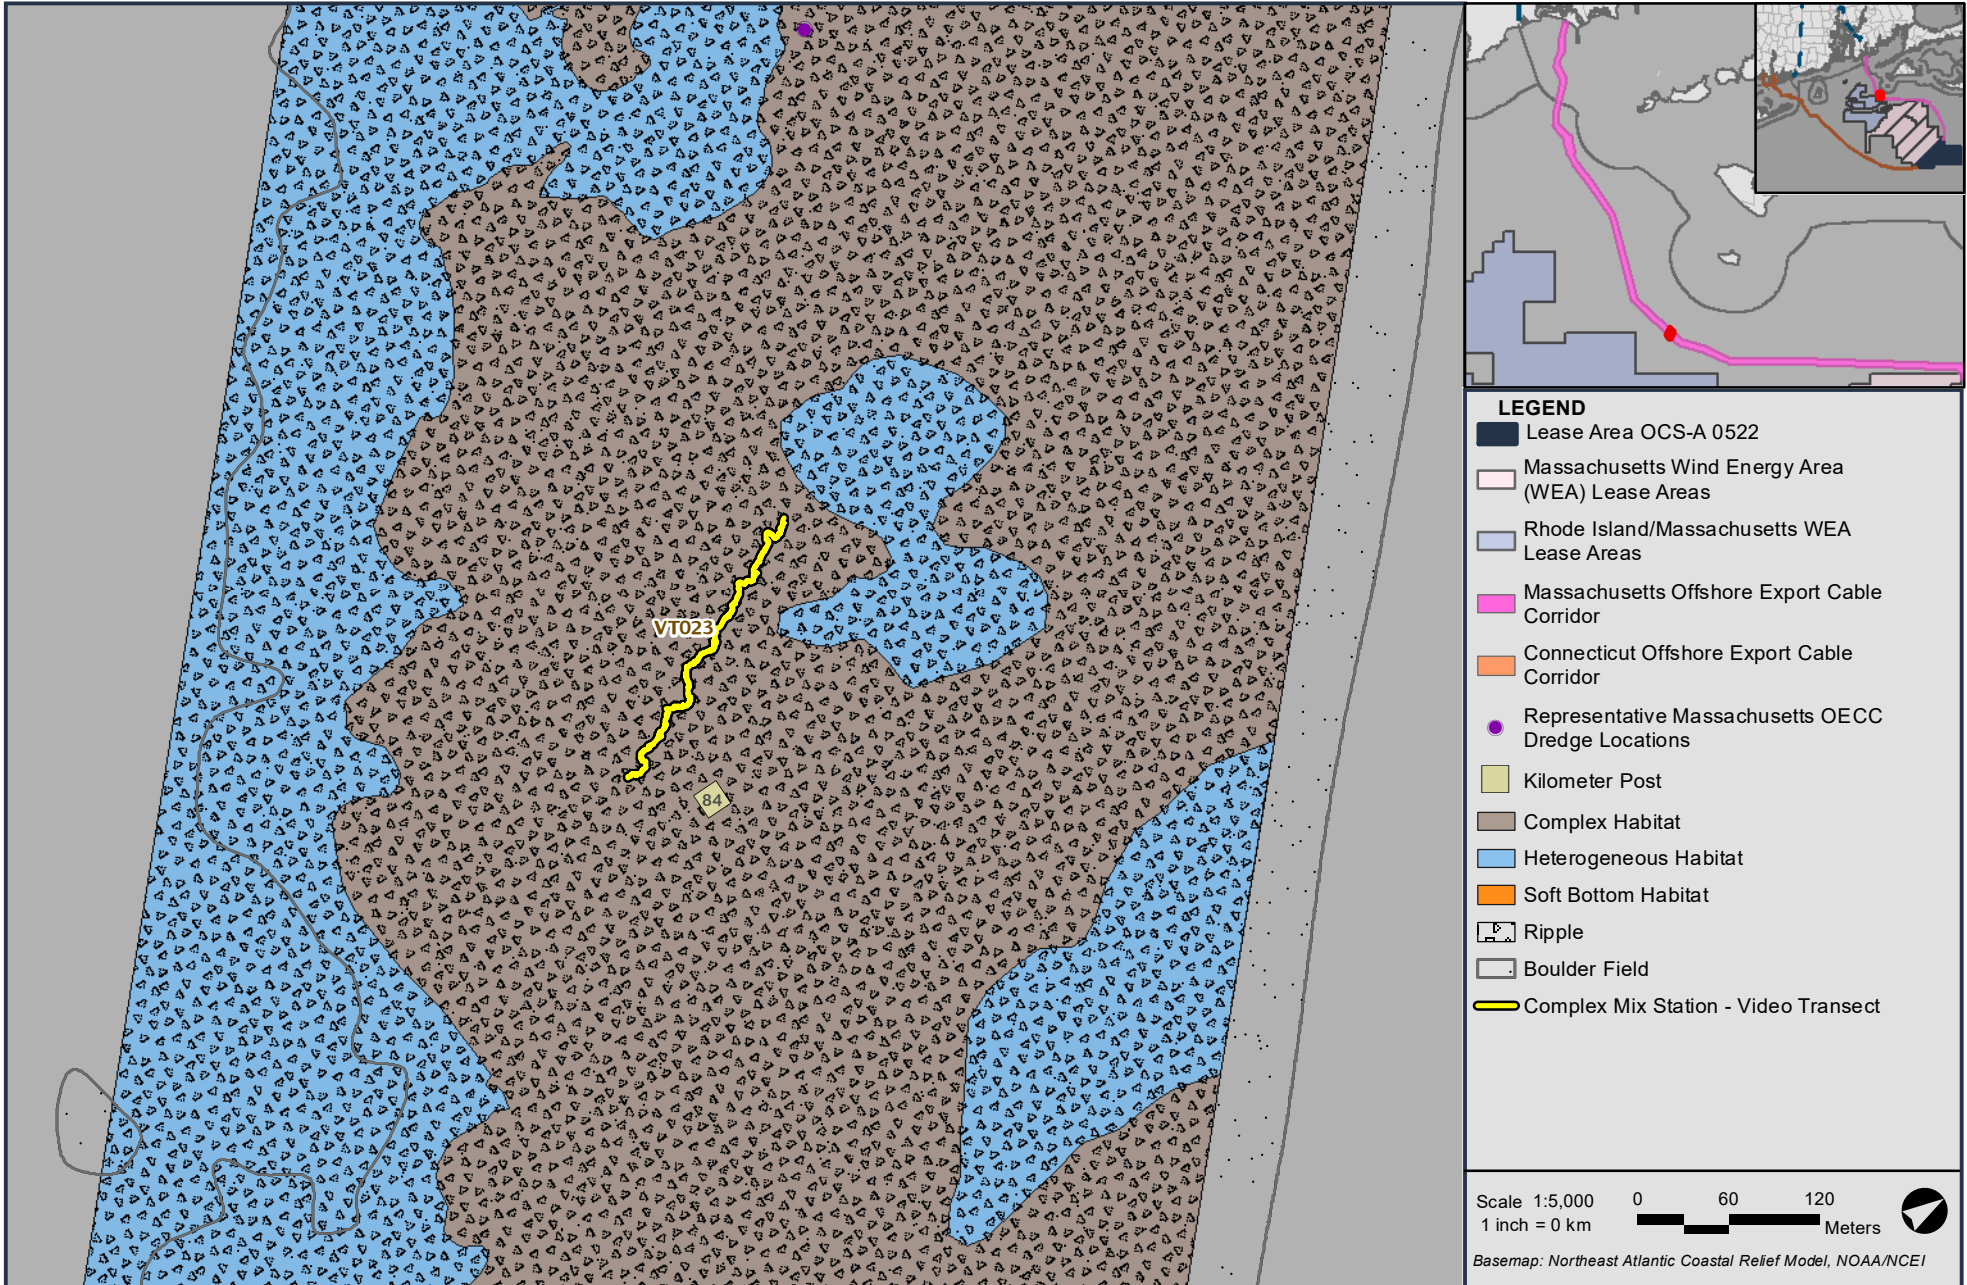 VT023
84
LEGEND
Lease Area OCS-A 0522
Massachusetts Wind Energy Area
(WEA) Lease Areas
Rhode Island/Massachusetts WEA
Lease Areas
Massachusetts Offshore Export Cable
Corridor
Connecticut Offshore Export Cable
Corridor
Representative Massachusetts OECC
Dredge Locations
Kilometer Post
Complex Habitat
Heterogeneous Habitat
Soft Bottom Habitat
Ripple
Boulder Field
Complex Mix Station - Video Transect
Scale 1:5,000
1 inch = 0 km
0 60 120
Meters
Basemap: Northeast Atlantic Coastal Relief Model, NOAA/NCEI